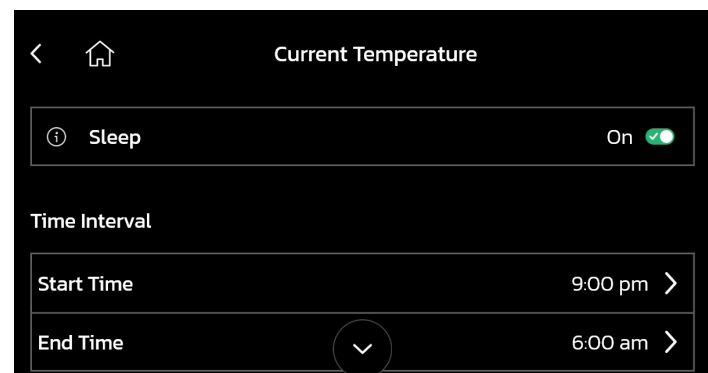 Current Temperature
Sleep On
Time Interval
Start Time 9:00 pm
End Time 6:00 am